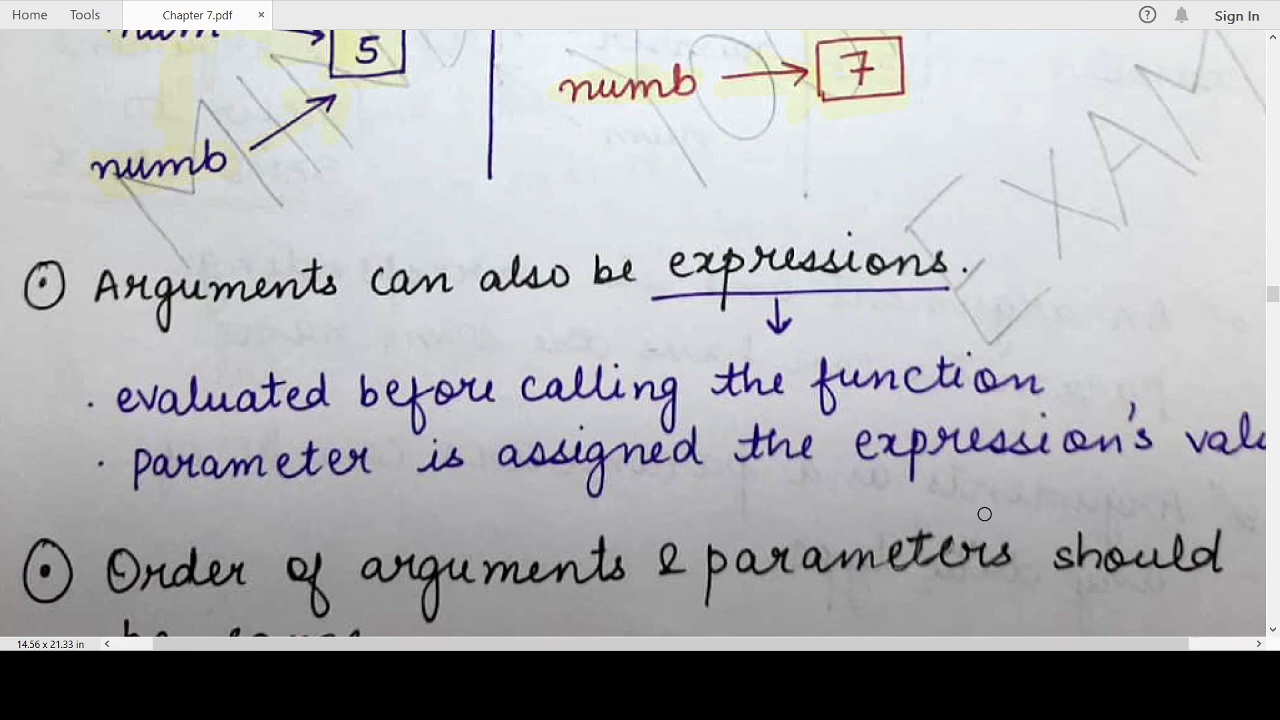 Home Tools Chapter 7.pdf × Sign In
5
numb → 7
numb
Arguments can also be expressions.
↓
. evaluated before calling the function
. parameter is assigned the expression's
Order of arguments & parameters should
EXAM
14.56 x 21.33 in